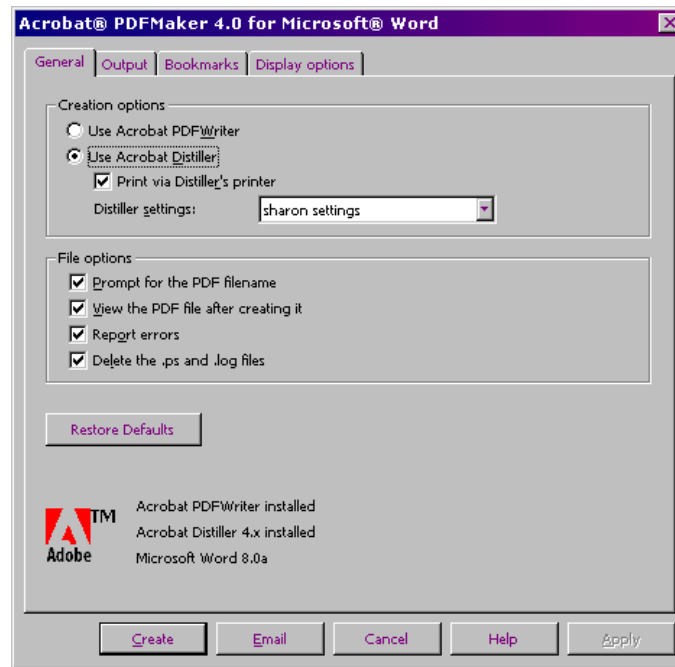 Acrobat® PDFMaker 4.0 for Microsoft® Word
General Output Bookmarks Display options
Creation options
Use Acrobat PDFWriter
Use Acrobat Distiller
Print via Distiller's printer
Distiller settings: sharon settings
File options
Prompt for the PDF filename
View the PDF file after creating it
Report errors
Delete the .ps and .log files
Restore Defaults
Acrobat PDFWriter installed
TM
Acrobat Distiller 4.x installed
Adobe
Microsoft Word 8.0a
Create Email Cancel Help Apply